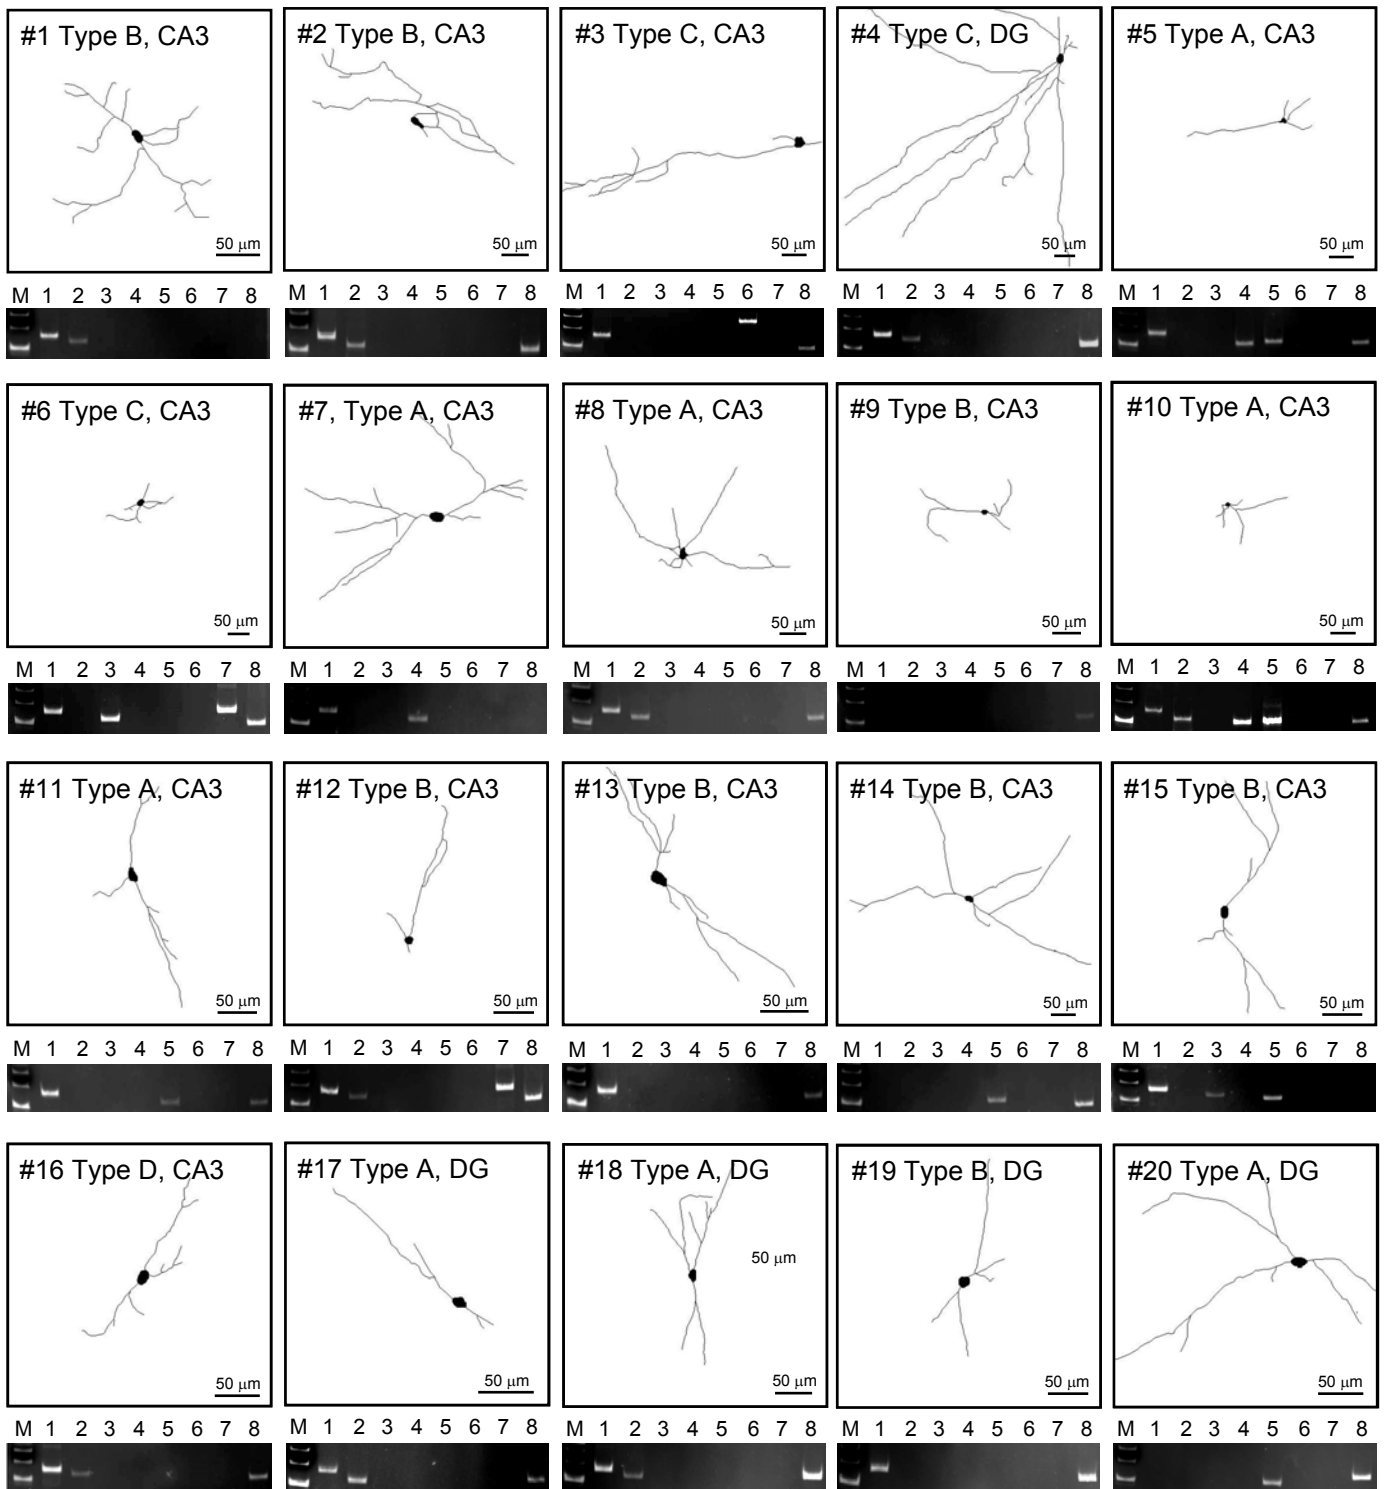 #1 Type B, CA3
#2 Type B, CA3
#3 Type C, CA3
#4 Type C, DG
#5 Type A, CA3
50 μm
50 μm
50 μm
50 μm
50 μm
M 1 2 3 4 5 6 7 8
M 1 2 3 4 5 6 7 8
M 1 2 3 4 5 6 7 8
M 1 2 3 4 5 6 7 8
M 1 2 3 4 5 6 7 8
#6 Type C, CA3
#7, Type A, CA3
#8 Type A, CA3
#9 Type B, CA3
#10 Type A, CA3
50 μm
50 μm
50 μm
50 μm
50 μm
M 1 2 3 4 5 6 7 8
M 1 2 3 4 5 6 7 8
M 1 2 3 4 5 6 7 8
M 1 2 3 4 5 6 7 8
M 1 2 3 4 5 6 7 8
#11 Type A, CA3
#12 Type B, CA3
#13 Type B, CA3
#14 Type B, CA3
#15 Type B, CA3
50 μm
50 μm
50 μm
50 μm
50 μm
M 1 2 3 4 5 6 7 8
M 1 2 3 4 5 6 7 8
M 1 2 3 4 5 6 7 8
M 1 2 3 4 5 6 7 8
M 1 2 3 4 5 6 7 8
#16 Type D, CA3
#17 Type A, DG
#18 Type A, DG
#19 Type B, DG
#20 Type A, DG
50 μm
50 μm
50 μm
50 μm
50 μm
M 1 2 3 4 5 6 7 8
M 1 2 3 4 5 6 7 8
M 1 2 3 4 5 6 7 8
M 1 2 3 4 5 6 7 8
M 1 2 3 4 5 6 7 8